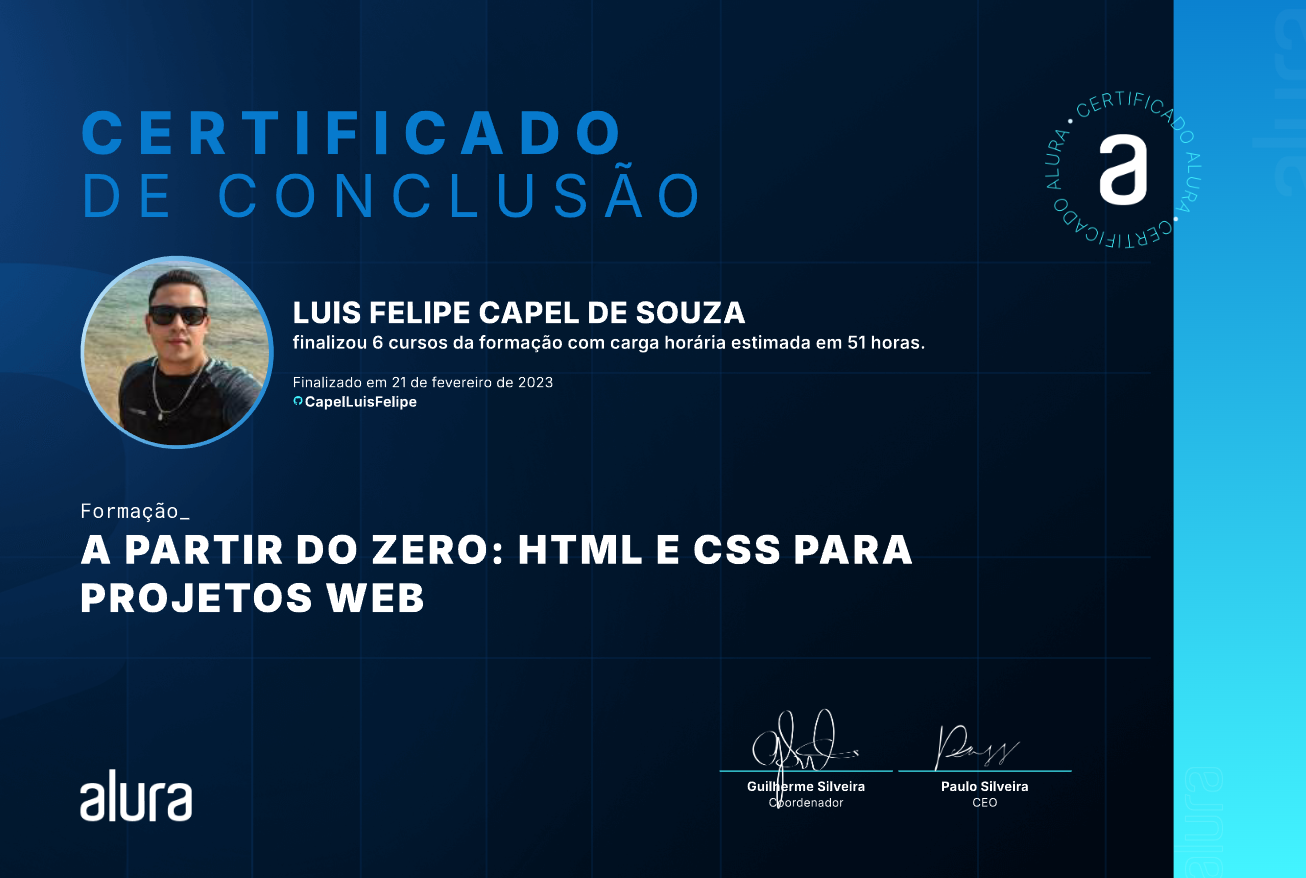 CERTIFICADO
DE CONCLUSÃO
CERTIFICADO ALURA • CERTIFICADO ALURA •
a
LUIS FELIPE CAPEL DE SOUZA
finalizou 6 cursos da formação com carga horária estimada em 51 horas.
Finalizado em 21 de fevereiro de 2023
CapelLuisFelipe
Formação_
A PARTIR DO ZERO: HTML E CSS PARA
PROJETOS WEB
alura
Guilherme Silveira
Coordenador
Paulo Silveira
CEO
alura
alura